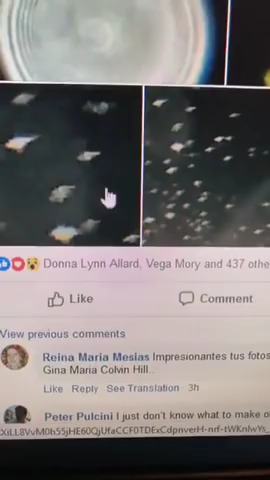 Donna Lynn Allard, Vega Mory and 437 othe
Like
Comment
View previous comments
Reina Maria Mesias Impresionantes tus fotos
Gina Maria Colvin Hill..
Like Reply See Translation 3h
Peter Pulcini I just don't know what to make o